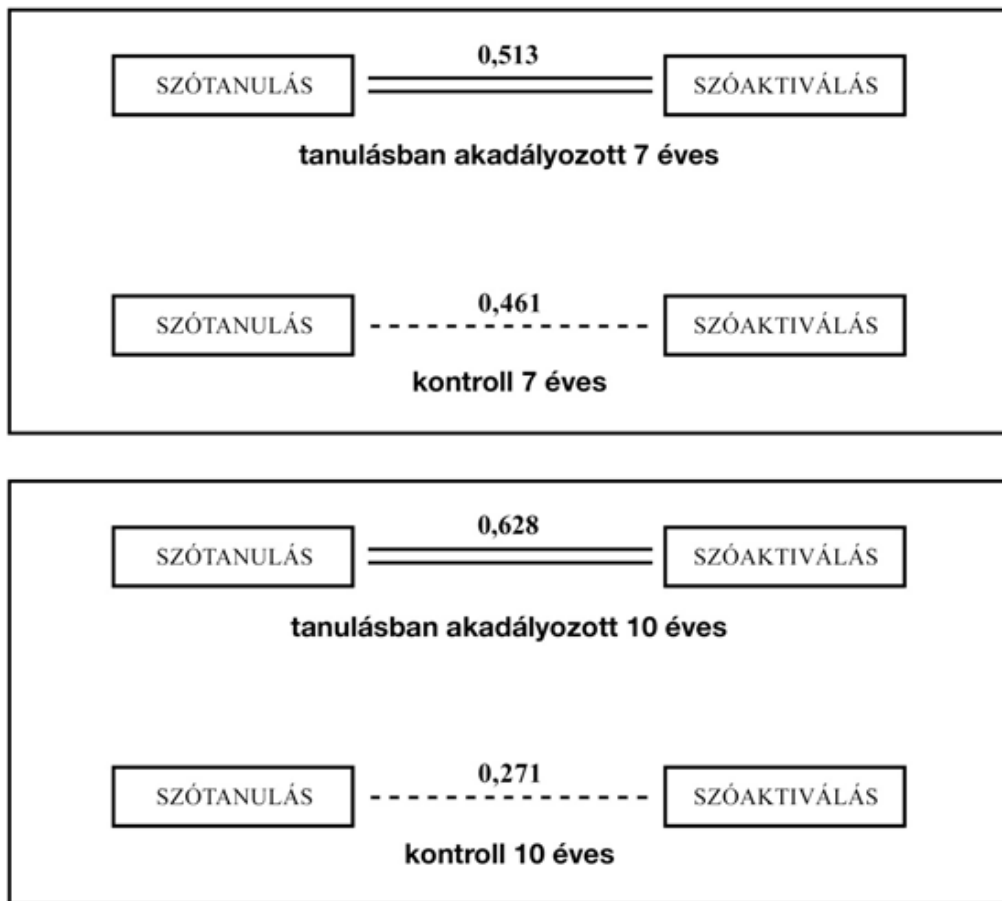 0,513
SZÓTANULÁS SZÓAKTIVÁLÁS
tanulásban akadályozott 7 éves
0,461
SZÓTANULÁS SZÓAKTIVÁLÁS
kontroll 7 éves
0,628
SZÓTANULÁS SZÓAKTIVÁLÁS
tanulásban akadályozott 10 éves
0,271
SZÓTANULÁS SZÓAKTIVÁLÁS
kontroll 10 éves